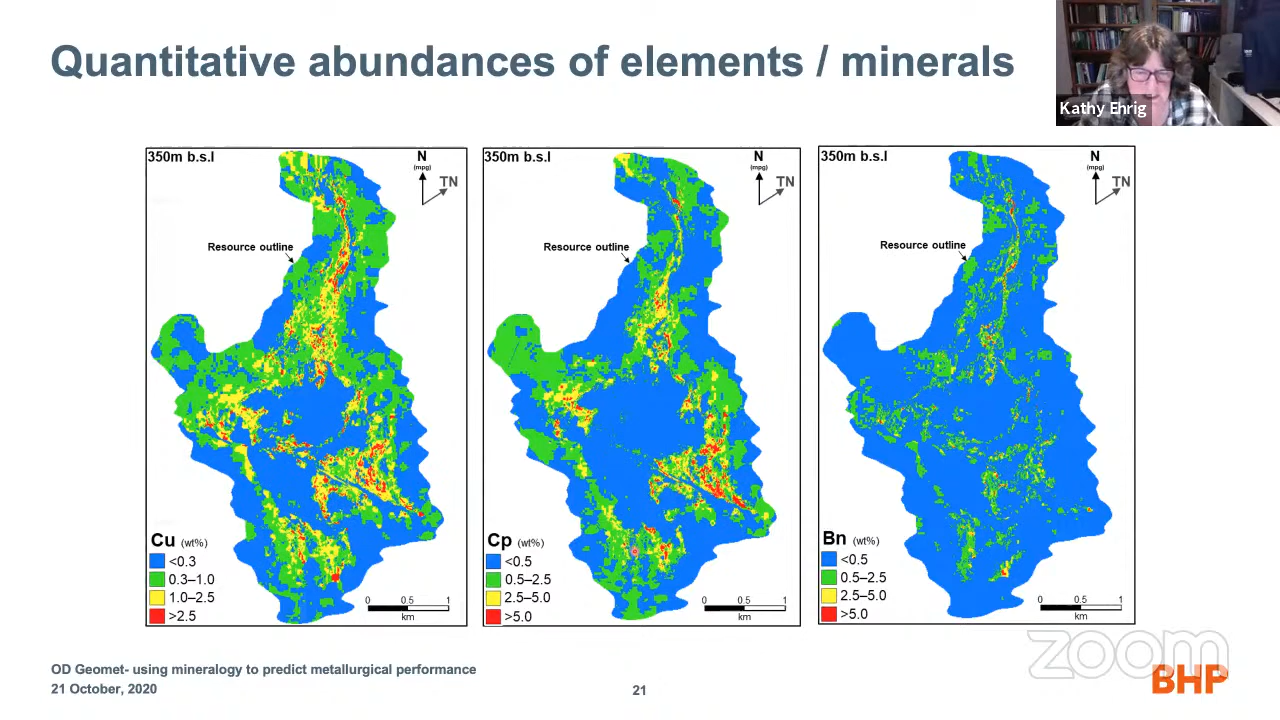 Quantitative abundances of elements / minerals
Kathy Ehrig
350m b.s.l
N
(mpg)
TN
Resource outline
Cu (wt%)
<0.3
0.3–1.0
1.0–2.5
>2.5
0 0.5 1
km
350m b.s.l
N
(mpg)
TN
Resource outline
Cp (wt%)
<0.5
0.5–2.5
2.5–5.0
>5.0
0 0.5 1
km
350m b.s.l
N
(mpg)
TN
Resource outline
Bn (wt%)
<0.5
0.5–2.5
2.5–5.0
>5.0
0 0.5 1
km
zoom
OD Geomet- using mineralogy to predict metallurgical performance
21 October, 2020
21
BHP